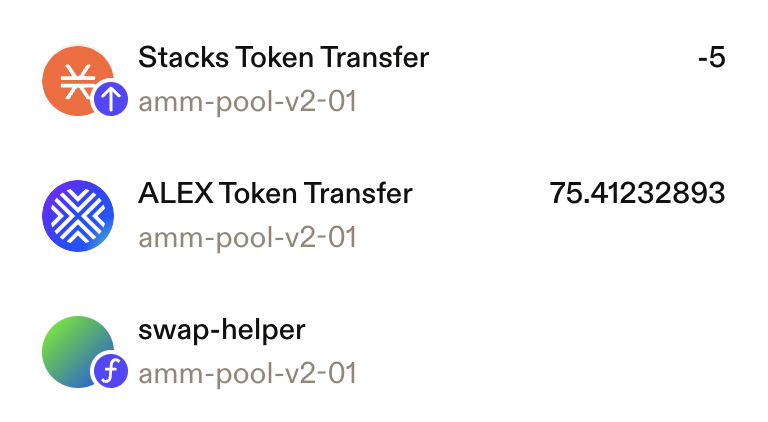 Stacks Token Transfer -5
amm-pool-v2-01
ALEX Token Transfer 75.41232893
amm-pool-v2-01
swap-helper
amm-pool-v2-01